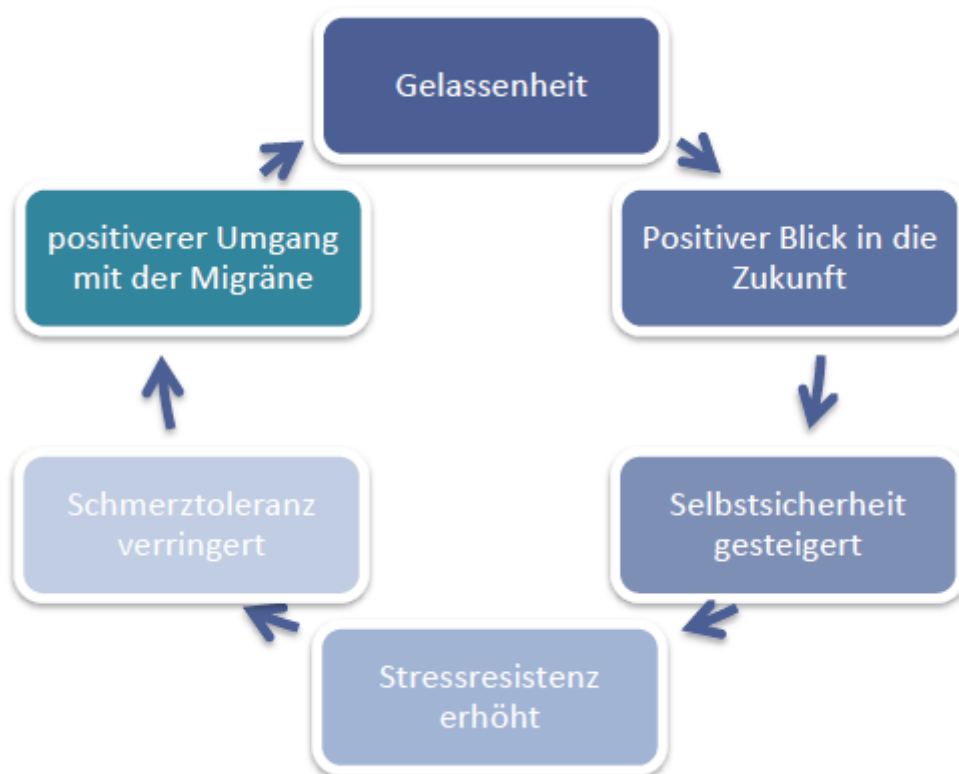 Gelassenheit
Positiver Blick in die
Zukunft
Selbstsicherheit
gesteigert
Stressresistenz
erhöht
Schmerztoleranz
verringert
positiverer Umgang
mit der Migräne